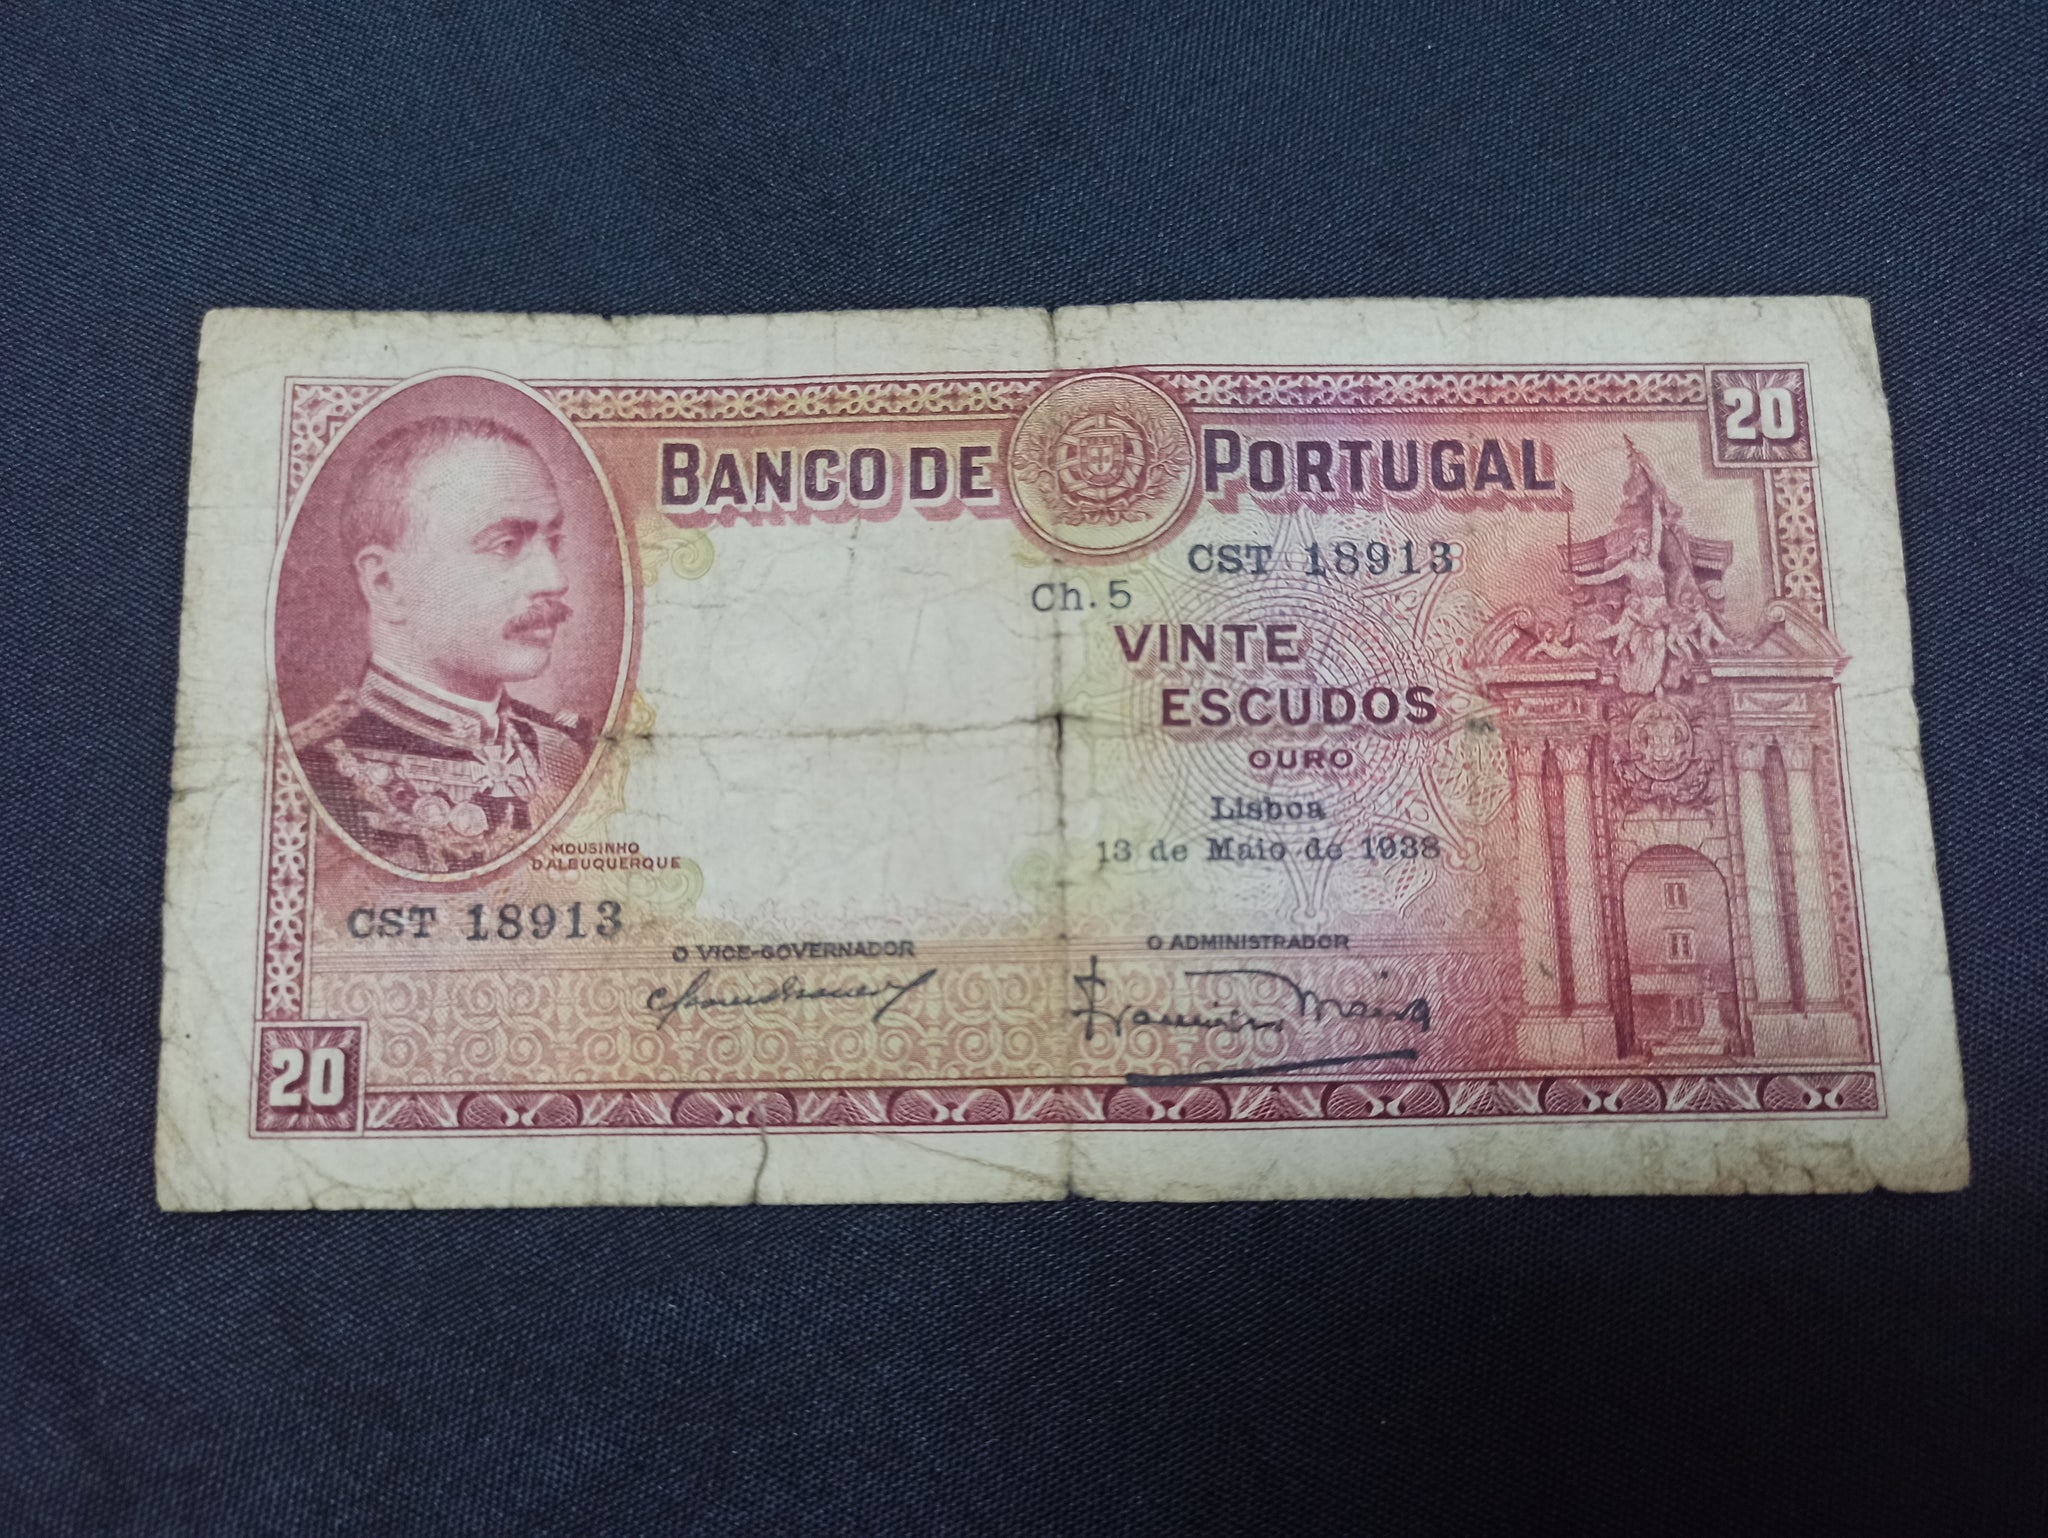 20
BANCO DE PORTUGAL
CST 18913
Ch. 5
VINTE
ESCUDOS
OURO
Lisboa
13 de Maio de 1938
MOUSINHO
D'ALBUQUERQUE
CST 18913
O VICE-GOVERNADOR
O ADMINISTRADOR
20